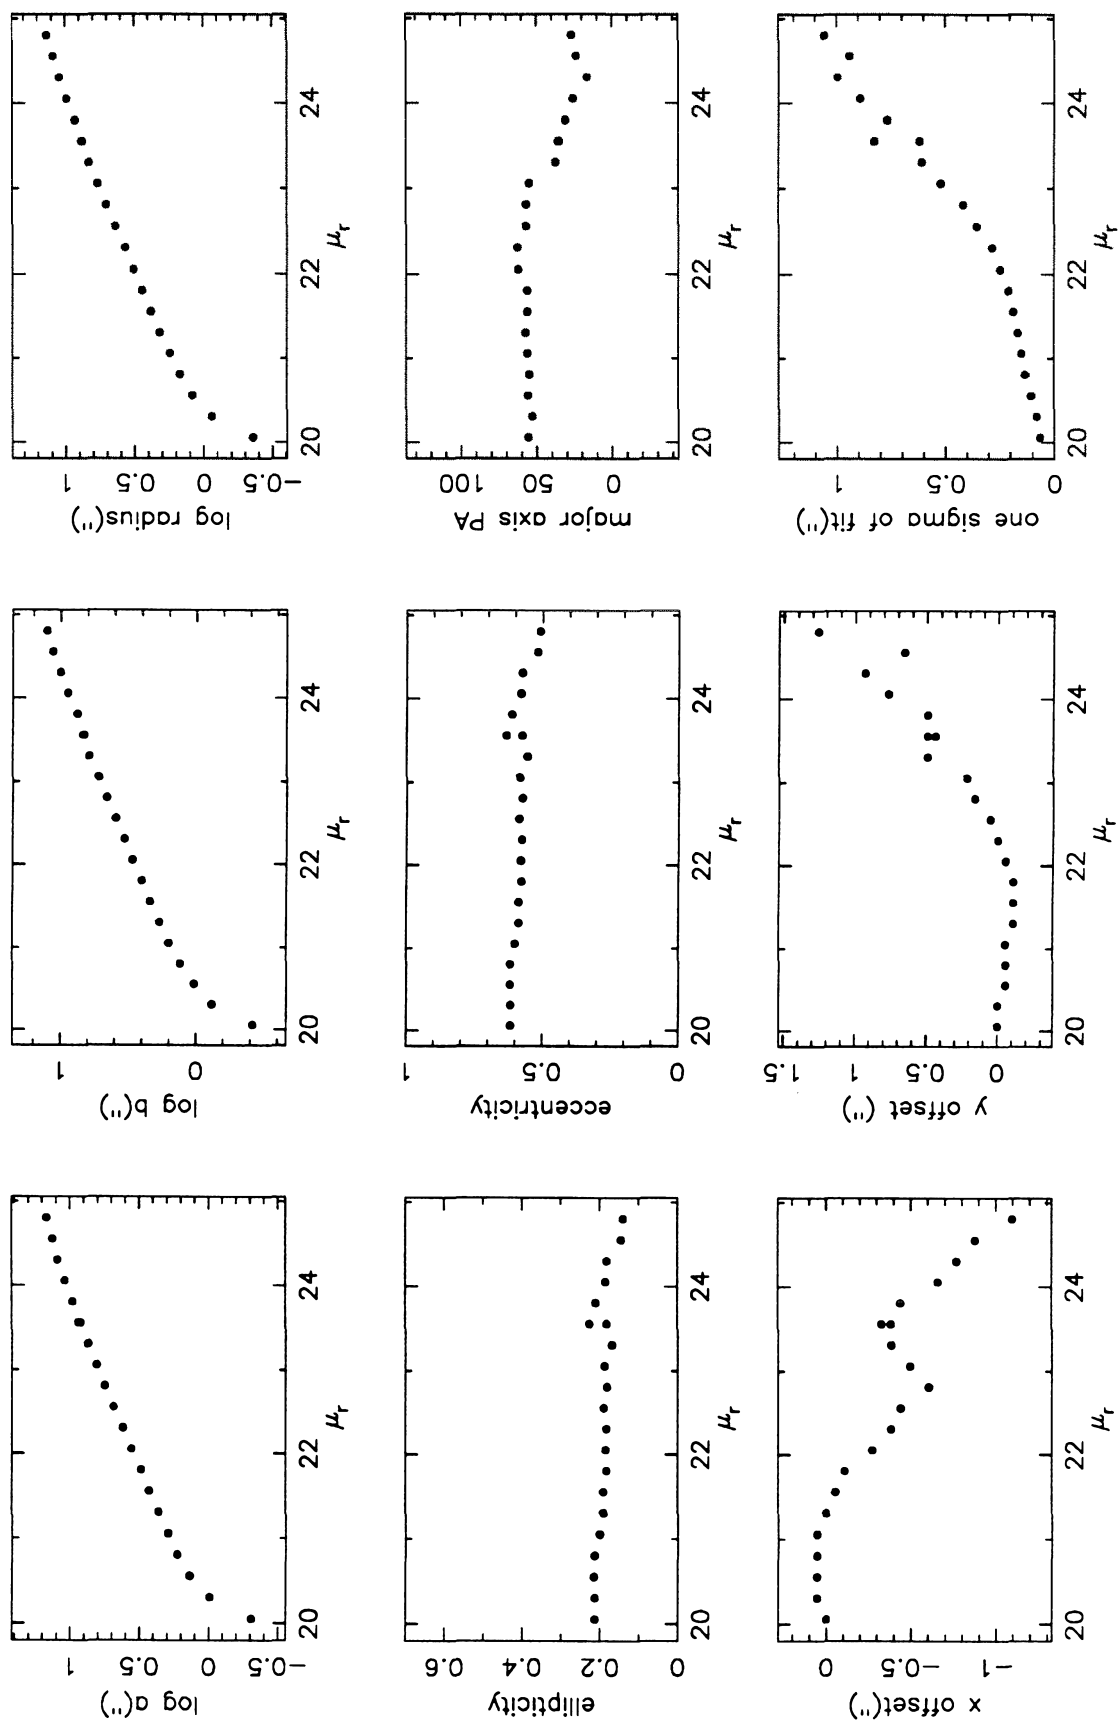 log a(")
1
0.5
0
−0.5
20 22 24
μr
log b(")
1
0
20 22 24
μr
log radius(")
1
0.5
0
−0.5
20 22 24
μr
ellipticity
0.6
0.4
0.2
0
20 22 24
μr
eccentricity
1
0.5
0
20 22 24
μr
major axis PA
100
50
0
20 22 24
μr
x offset(")
0
−0.5
−1
20 22 24
μr
y offset (")
1.5
1
0.5
0
20 22 24
μr
one sigma of fit(")
1
0.5
0
20 22 24
μr